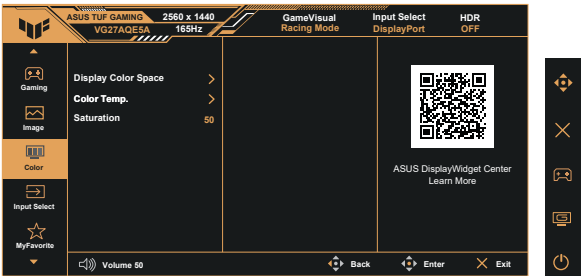 ASUS TUF GAMING 2560 x 1440
VG27AQE5A 165Hz
GameVisual
Racing Mode
Input Select
DisplayPort
HDR
OFF
Gaming
Image
Color
Input Select
MyFavorite
Display Color Space
Color Temp.
Saturation 50
ASUS DisplayWidget Center
Learn More
Volume 50
Back
Enter
Exit